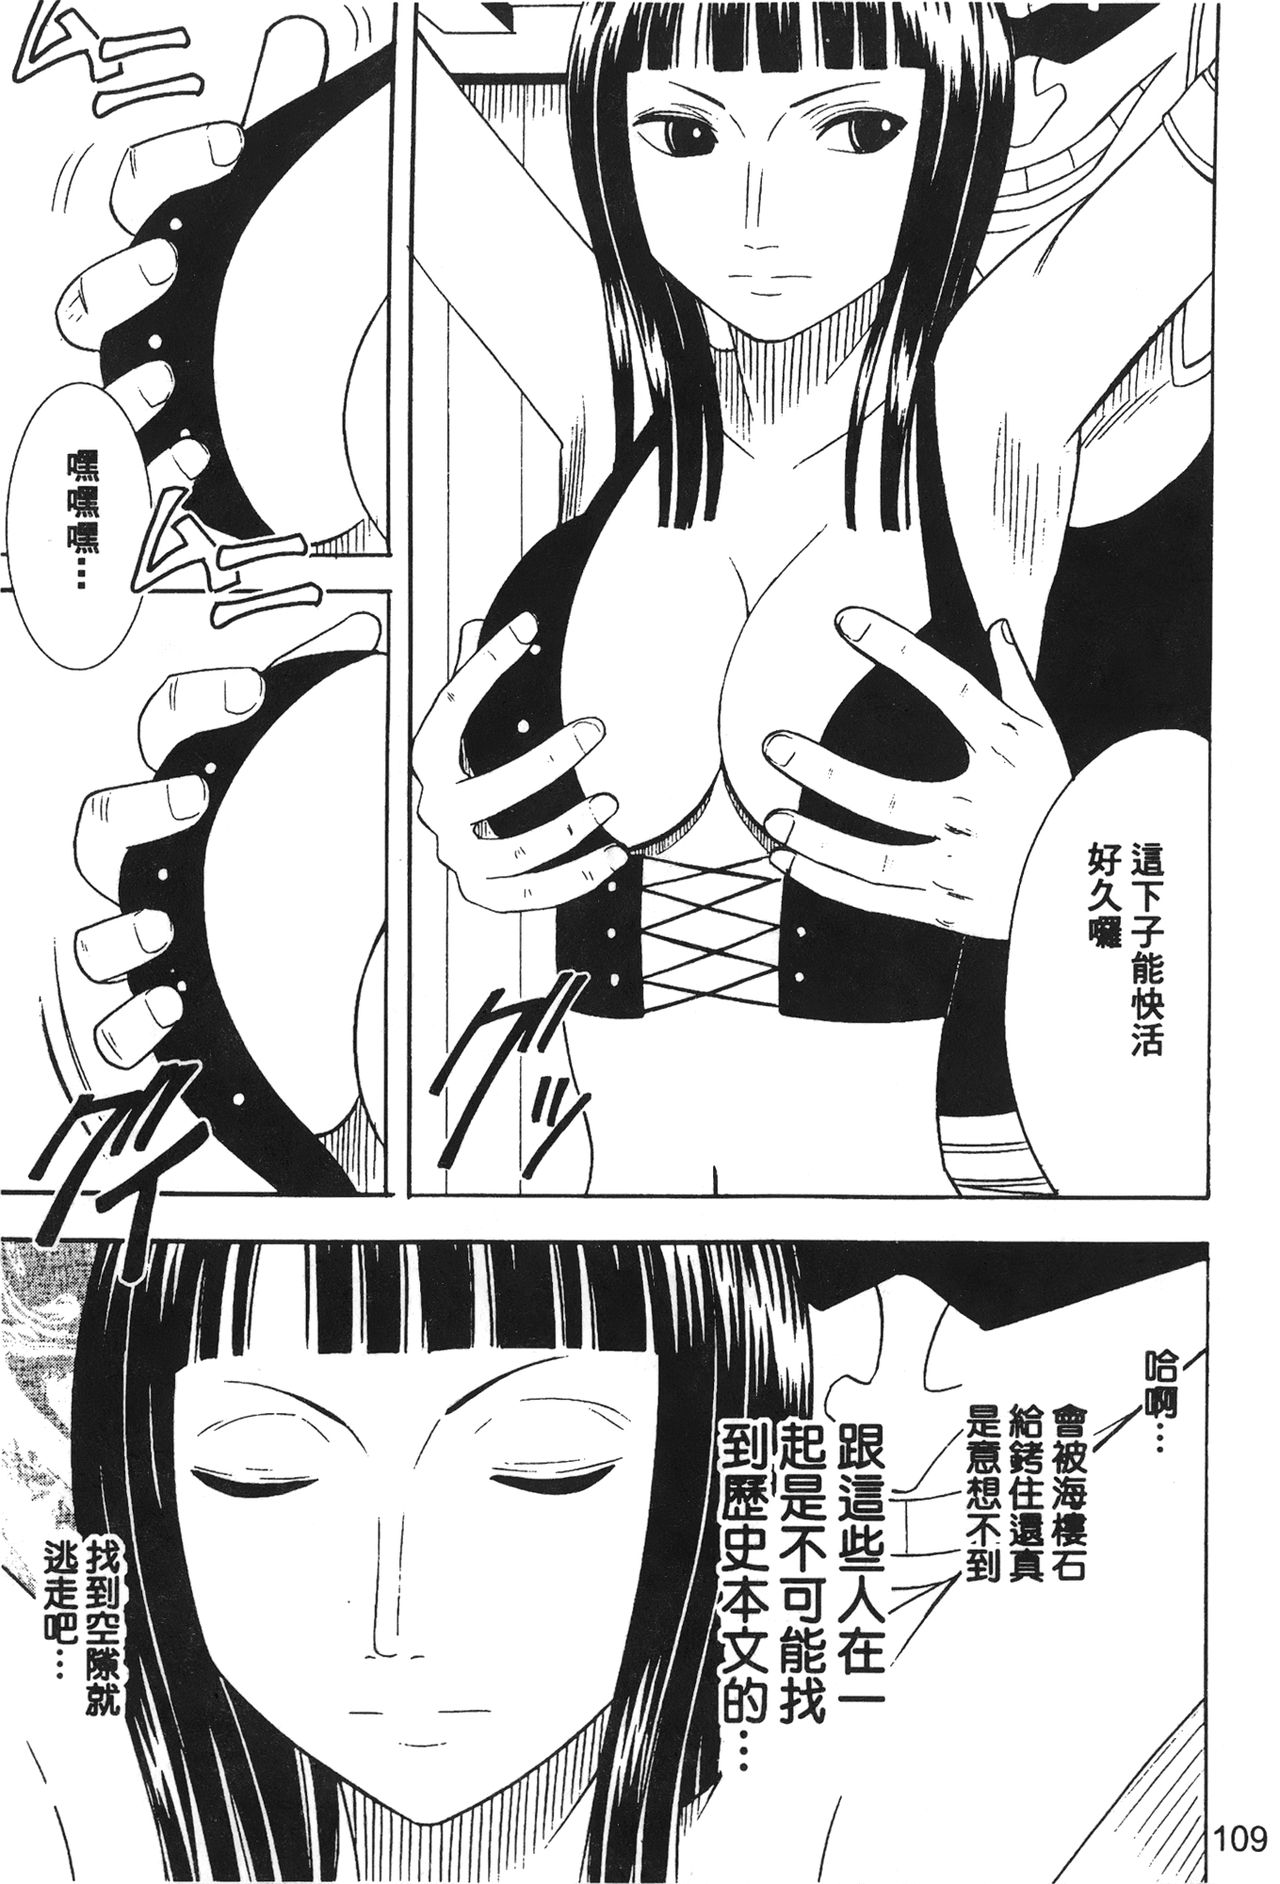 這下子能快活
好久囉
グ
グッ
ムニ
嘿嘿嘿…
ムニ
グイ
哈啊…
會被海樓石
給銬住還真
是意想不到
跟這些人在一
起是不可能找
到歷史本文的…
找到空隙就
逃走吧…
109